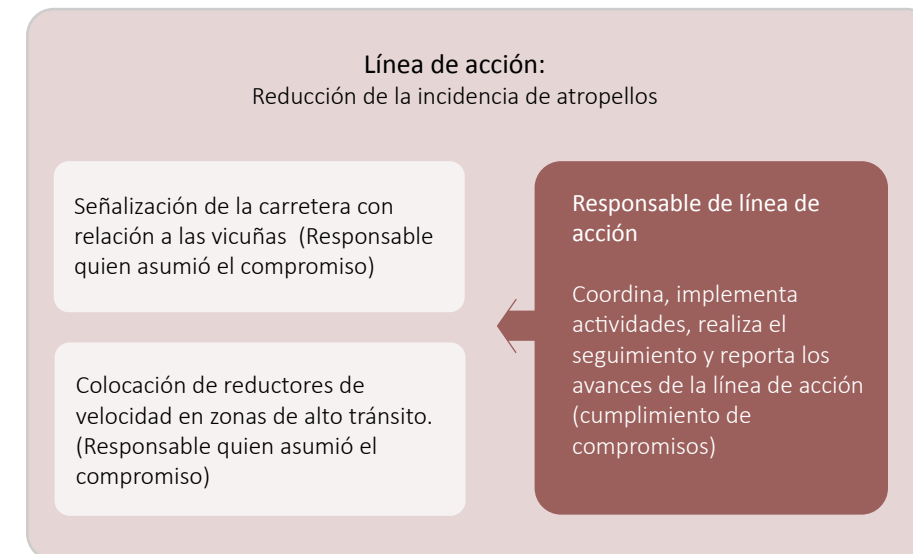 Línea de acción:
Reducción de la incidencia de atropellos
Señalización de la carretera con
relación a las vicuñas (Responsable
quien asumió el compromiso)
Colocación de reductores de
velocidad en zonas de alto tránsito.
(Responsable quien asumió el
compromiso)
Responsable de línea de
acción
Coordina, implementa
actividades, realiza el
seguimiento y reporta los
avances de la línea de acción
(cumplimiento de
compromisos)